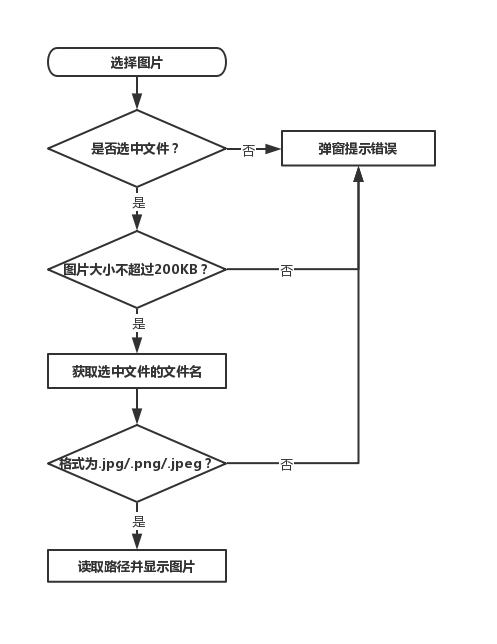 选择图片
是否选中文件？
否
弹窗提示错误
是
图片大小不超过200KB？
否
是
获取选中文件的文件名
格式为.jpg/.png/.jpeg？
否
是
读取路径并显示图片